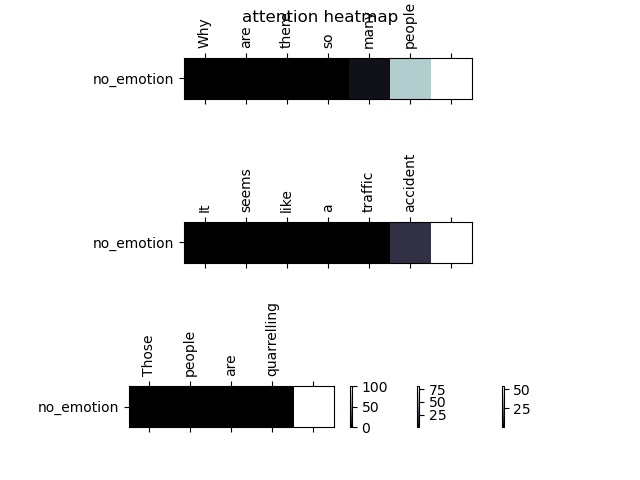 attention heatmap
Why are there so many people
no_emotion
It seems like a traffic accident
no_emotion
Those people are quarrelling
no_emotion
100 50 0
75 50 25
50 25